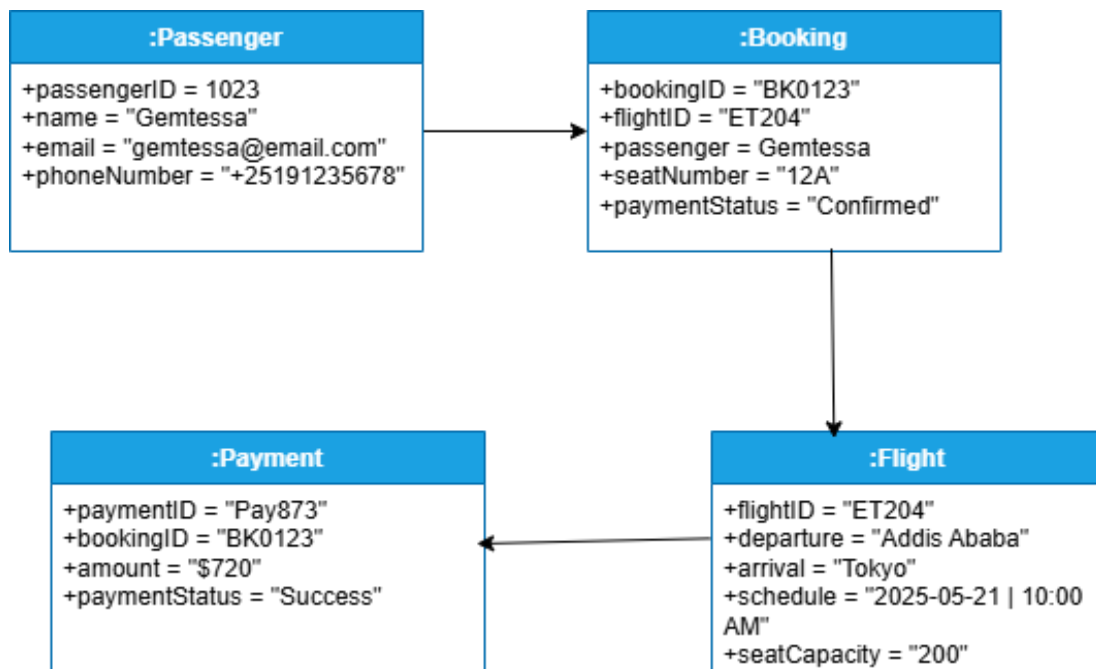 :Passenger
+passengerID = 1023
+name = "Gemtessa"
+email = "gemtessa@email.com"
+phoneNumber = "+25191235678"
:Booking
+bookingID = "BK0123"
+flightID = "ET204"
+passenger = Gemtessa
+seatNumber = "12A"
+paymentStatus = "Confirmed"
:Payment
+paymentID = "Pay873"
+bookingID = "BK0123"
+amount = "$720"
+paymentStatus = "Success"
:Flight
+flightID = "ET204"
+departure = "Addis Ababa"
+arrival = "Tokyo"
+schedule = "2025-05-21 | 10:00
AM"
+seatCapacity = "200"